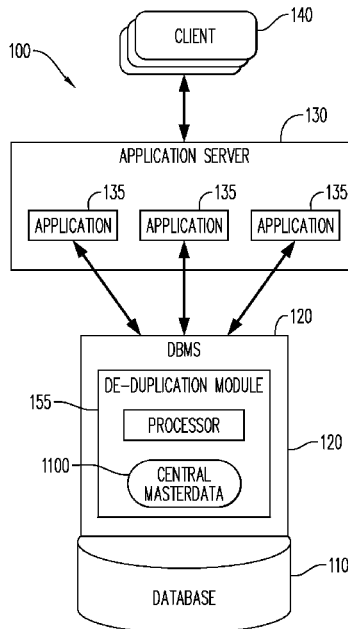 140
CLIENT
100
130
APPLICATION SERVER
135 135 135
APPLICATION APPLICATION APPLICATION
120
DBMS
DE-DUPLICATION MODULE
155
PROCESSOR
1100
CENTRAL
MASTERDATA
120
110
DATABASE